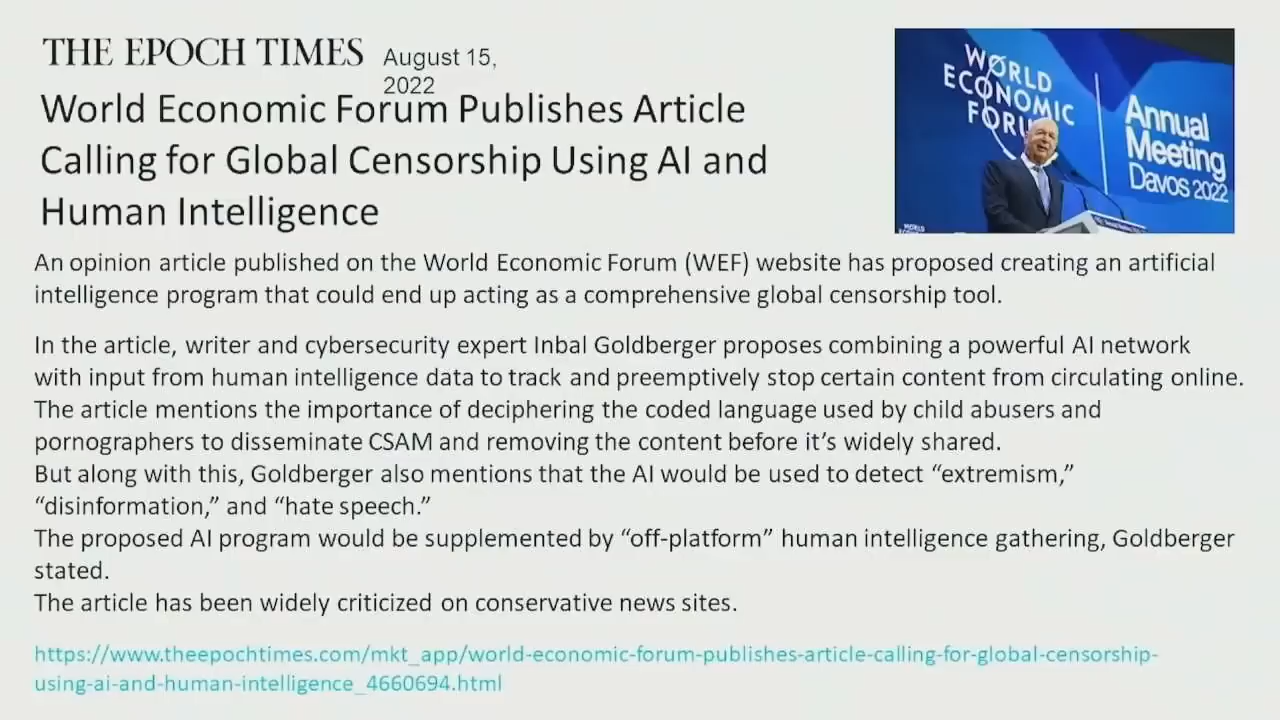 THE EPOCH TIMES August 15,
2022
World Economic Forum Publishes Article
Calling for Global Censorship Using AI and
Human Intelligence
WORLD
ECONOMIC
FORU
Annual
Meeting
Davos 2022
WORLD
An opinion article published on the World Economic Forum (WEF) website has proposed creating an artificial
intelligence program that could end up acting as a comprehensive global censorship tool.
In the article, writer and cybersecurity expert Inbal Goldberger proposes combining a powerful AI network
with input from human intelligence data to track and preemptively stop certain content from circulating online.
The article mentions the importance of deciphering the coded language used by child abusers and
pornographers to disseminate CSAM and removing the content before it’s widely shared.
But along with this, Goldberger also mentions that the AI would be used to detect “extremism,”
“disinformation,” and “hate speech.”
The proposed AI program would be supplemented by “off-platform” human intelligence gathering, Goldberger
stated.
The article has been widely criticized on conservative news sites.
https://www.theepochtimes.com/mkt_app/world-economic-forum-publishes-article-calling-for-global-censorship-
using-ai-and-human-intelligence_4660694.html